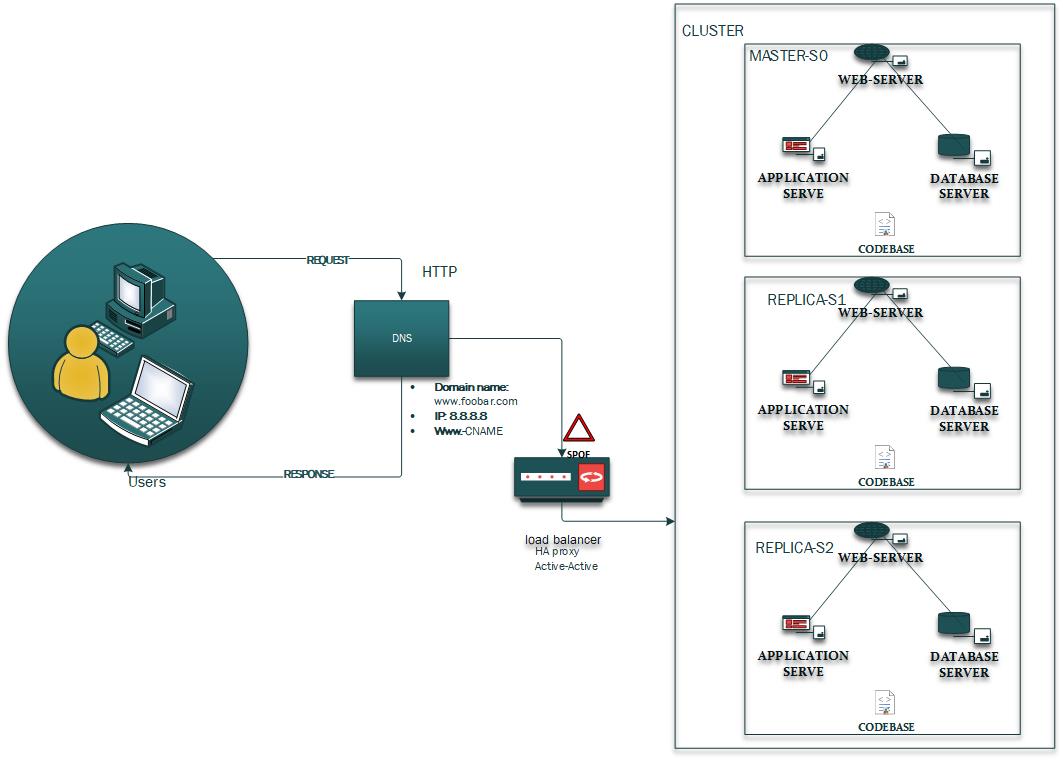 CLUSTER
MASTER-S0
WEB-SERVER
APPLICATION
SERVE
DATABASE
SERVER
CODEBASE
REQUEST
HTTP
DNS
• Domain name:
www.foobar.com
• IP: 8.8.8.8
• Www.-CNAME
RESPONSE
Users
SPOF
load balancer
HA proxy
Active-Active
REPLICA-S1
WEB-SERVER
APPLICATION
SERVE
DATABASE
SERVER
CODEBASE
REPLICA-S2
WEB-SERVER
APPLICATION
SERVE
DATABASE
SERVER
CODEBASE